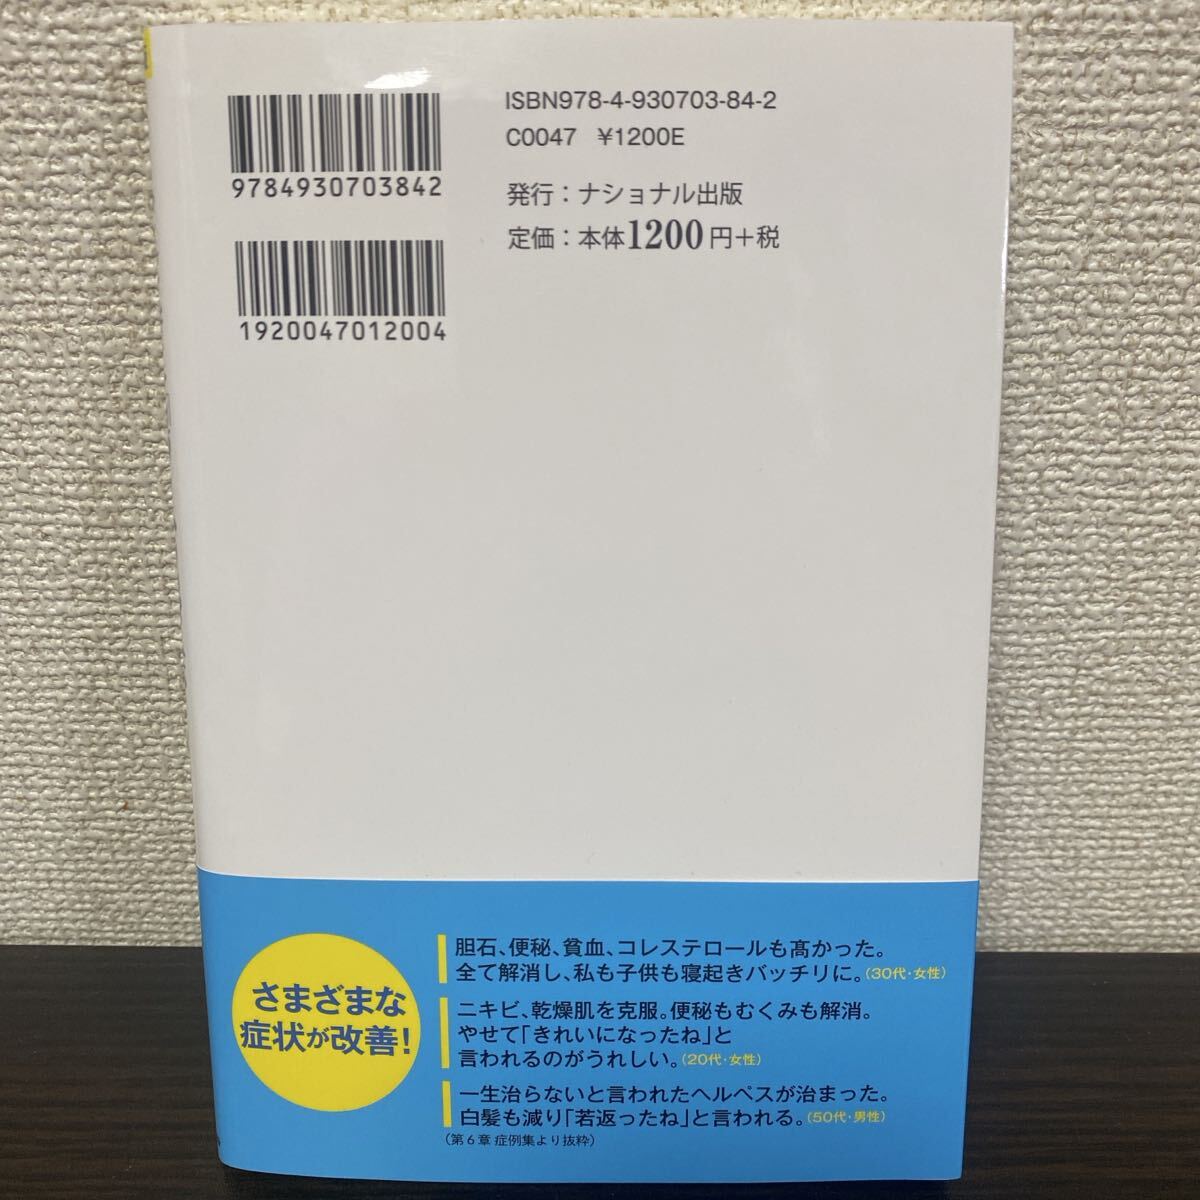 ISBN978-4-930703-84-2
C0047 ¥1200E
9784930703842
発行：ナショナル出版
定価：本体1200円+税
1920047012004
さまざまな
症状が改善！
胆石、便秘、貧血、コレステロールも高かった。
全て解消し、私も子供も寝起きバッチリに。（30代・女性）
ニキビ、乾燥肌を克服。便秘もむくみも解消。
やせて「きれいになったね」と
言われるのがうれしい。（20代・女性）
一生治らないと言われたヘルペスが治まった。
白髪も減り「若返ったね」と言われる。（50代・男性）
（第6章 症例集より抜粋）